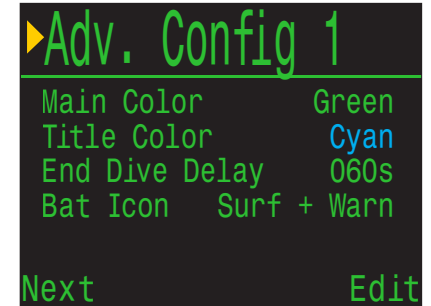 Adv. Config 1
Main Color Green
Title Color Cyan
End Dive Delay 060s
Bat Icon Surf + Warn
Next Edit